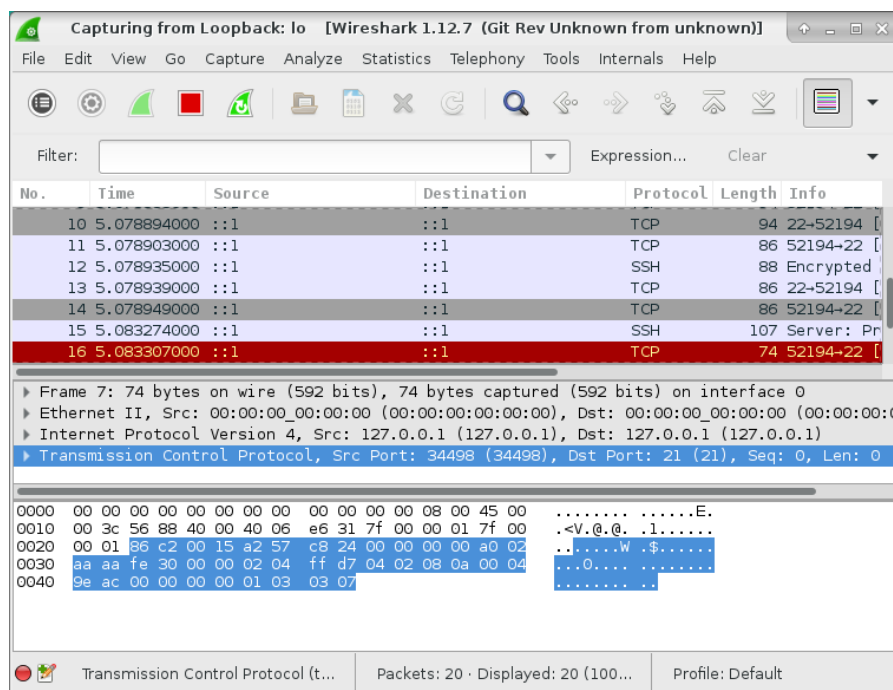 Capturing from Loopback: lo [Wireshark 1.12.7 (Git Rev Unknown from unknown)]
File Edit View Go Capture Analyze Statistics Telephony Tools Internals Help
Filter: Expression... Clear
No. Time Source Destination Protocol Length Info
10 5.078894000 ::1 ::1 TCP 94 22→52194 [
11 5.078903000 ::1 ::1 TCP 86 52194→22 [
12 5.078935000 ::1 ::1 SSH 88 Encrypted
13 5.078939000 ::1 ::1 TCP 86 22→52194 [
14 5.078949000 ::1 ::1 TCP 86 52194→22 [
15 5.083274000 ::1 ::1 SSH 107 Server: Pr
16 5.083307000 ::1 ::1 TCP 74 52194→22 [
Frame 7: 74 bytes on wire (592 bits), 74 bytes captured (592 bits) on interface 0
Ethernet II, Src: 00:00:00_00:00:00 (00:00:00:00:00:00), Dst: 00:00:00_00:00:00 (00:00:00:0
Internet Protocol Version 4, Src: 127.0.0.1 (127.0.0.1), Dst: 127.0.0.1 (127.0.0.1)
Transmission Control Protocol, Src Port: 34498 (34498), Dst Port: 21 (21), Seq: 0, Len: 0
0000 00 00 00 00 00 00 00 00 00 00 00 00 08 00 45 00 ........ ......E.
0010 00 3c 56 88 40 00 40 06 e6 31 7f 00 00 01 7f 00 .<V.@.@. .1......
0020 00 01 86 c2 00 15 a2 57 c8 24 00 00 00 00 a0 02 .......W .$......
0030 aa aa fe 30 00 00 02 04 ff d7 04 02 08 0a 00 04 ...0.... ........
0040 9e ac 00 00 00 00 01 03 03 07 ........ ..
Transmission Control Protocol (t... Packets: 20 · Displayed: 20 (100... Profile: Default